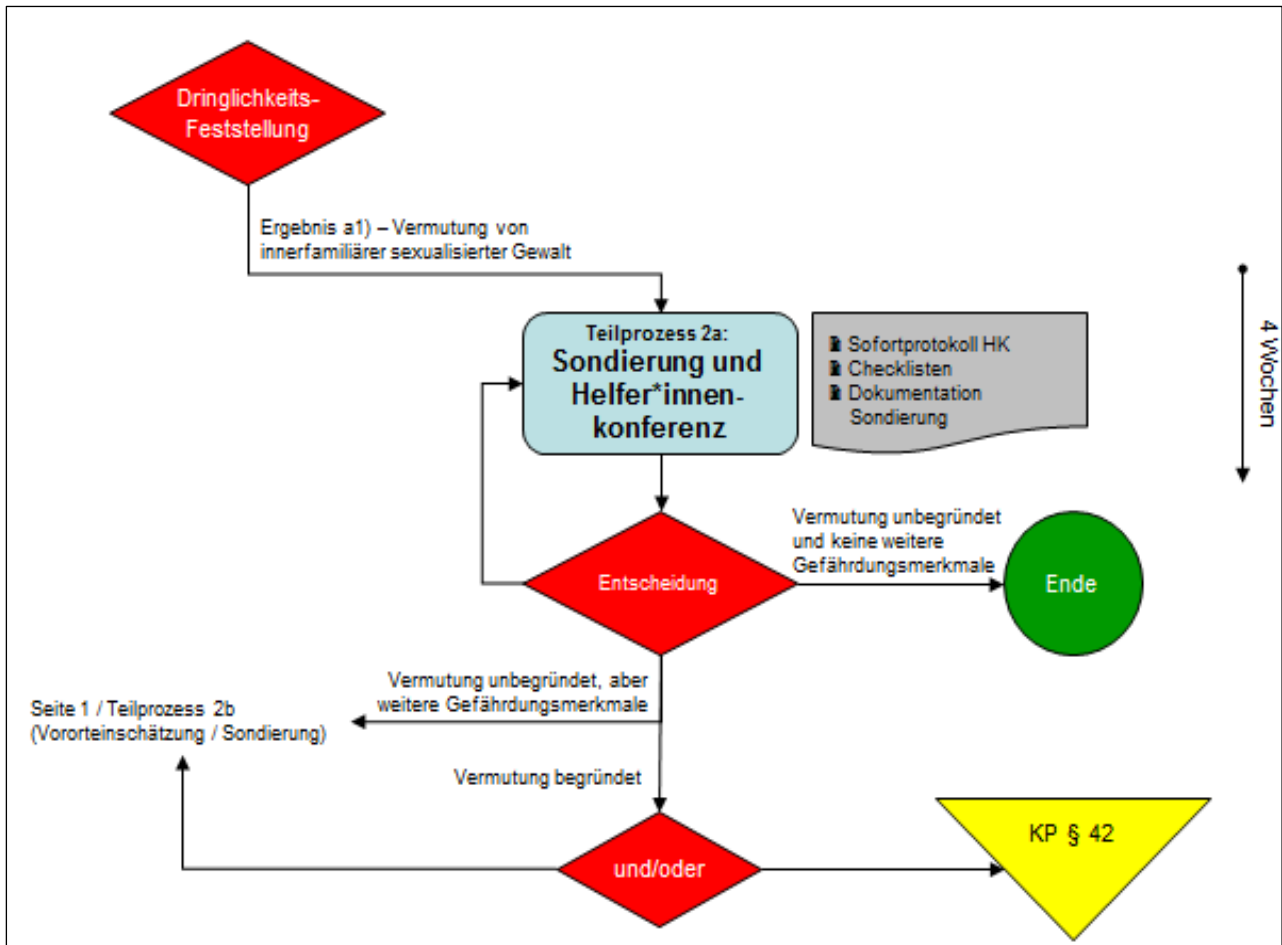 Dringlichkeits-
Feststellung
Ergebnis a1) – Vermutung von
innerfamiliärer sexualisierter Gewalt
Teilprozess 2a:
Sondierung und
Helfer*innen-
konferenz
Sofortprotokoll HK
Checklisten
Dokumentation
Sondierung
4 Wochen
Entscheidung
Vermutung unbegründet
und keine weitere
Gefährdungsmerkmale
Ende
Vermutung unbegründet, aber
weitere Gefährdungsmerkmale
Seite 1 / Teilprozess 2b
(Vororteinschätzung / Sondierung)
Vermutung begründet
und/oder
KP § 42